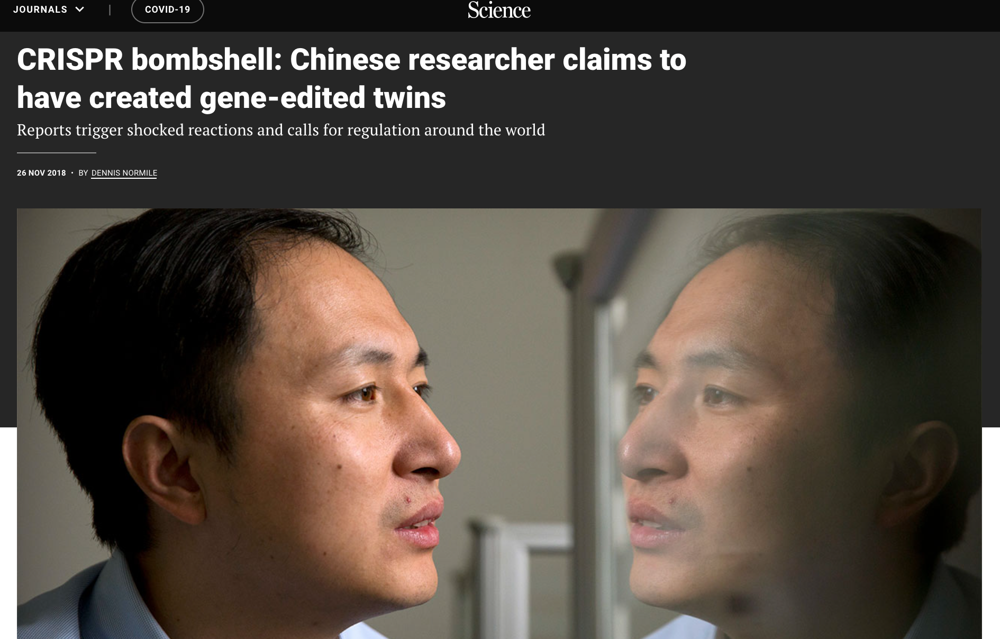 JOURNALS
COVID-19
Science
CRISPR bombshell: Chinese researcher claims to
have created gene-edited twins
Reports trigger shocked reactions and calls for regulation around the world
26 NOV 2018 • BY DENNIS NORMILE